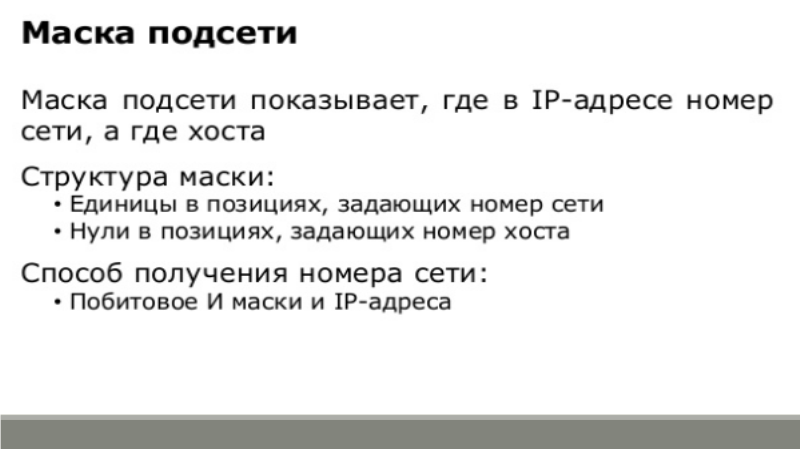 Маска подсети
Маска подсети показывает, где в IP-адресе номер
сети, а где хоста
Структура маски:
• Единицы в позициях, задающих номер сети
• Нули в позициях, задающих номер хоста
Способ получения номера сети:
• Побитовое И маски и IP-адреса